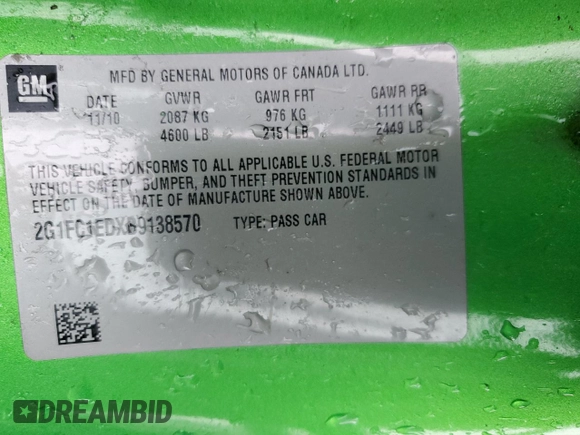 GM
MFD BY GENERAL MOTORS OF CANADA LTD.
DATE GVWR GAWR FRT GAWR RR
11/10 2087 KG 976 KG 1111 KG
4600 LB 2151 LB 2449 LB
THIS VEHICLE CONFORMS TO ALL APPLICABLE U.S. FEDERAL MOTOR
VEHICLE SAFETY, BUMPER, AND THEFT PREVENTION STANDARDS IN
EFFECT ON THE DATE OF MANUFACTURE SHOWN ABOVE.
2G1FC1EDXB9138570 TYPE: PASS CAR
DREAMBID